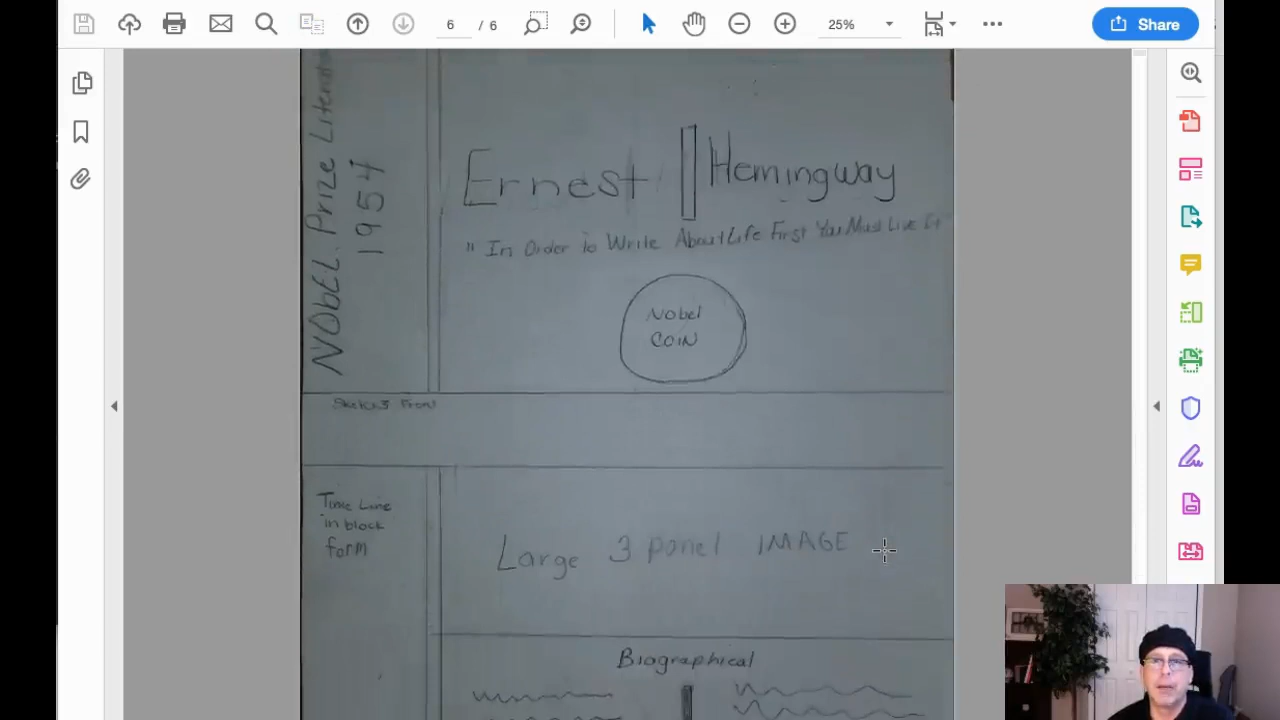 6 / 6
25%
Share
NObEL Prize
1954
Ernest Hemingway
" In Order to Write About Life First You Must Live It
Nobel
COIN
From
Time Line
in block
form
Large 3 panel IMAGE
Biographical